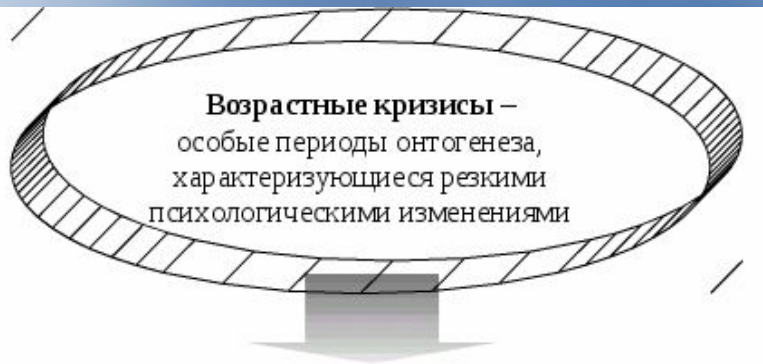 Возрастные кризисы –
особые периоды онтогенеза,
характеризующиеся резкими
психологическими изменениями